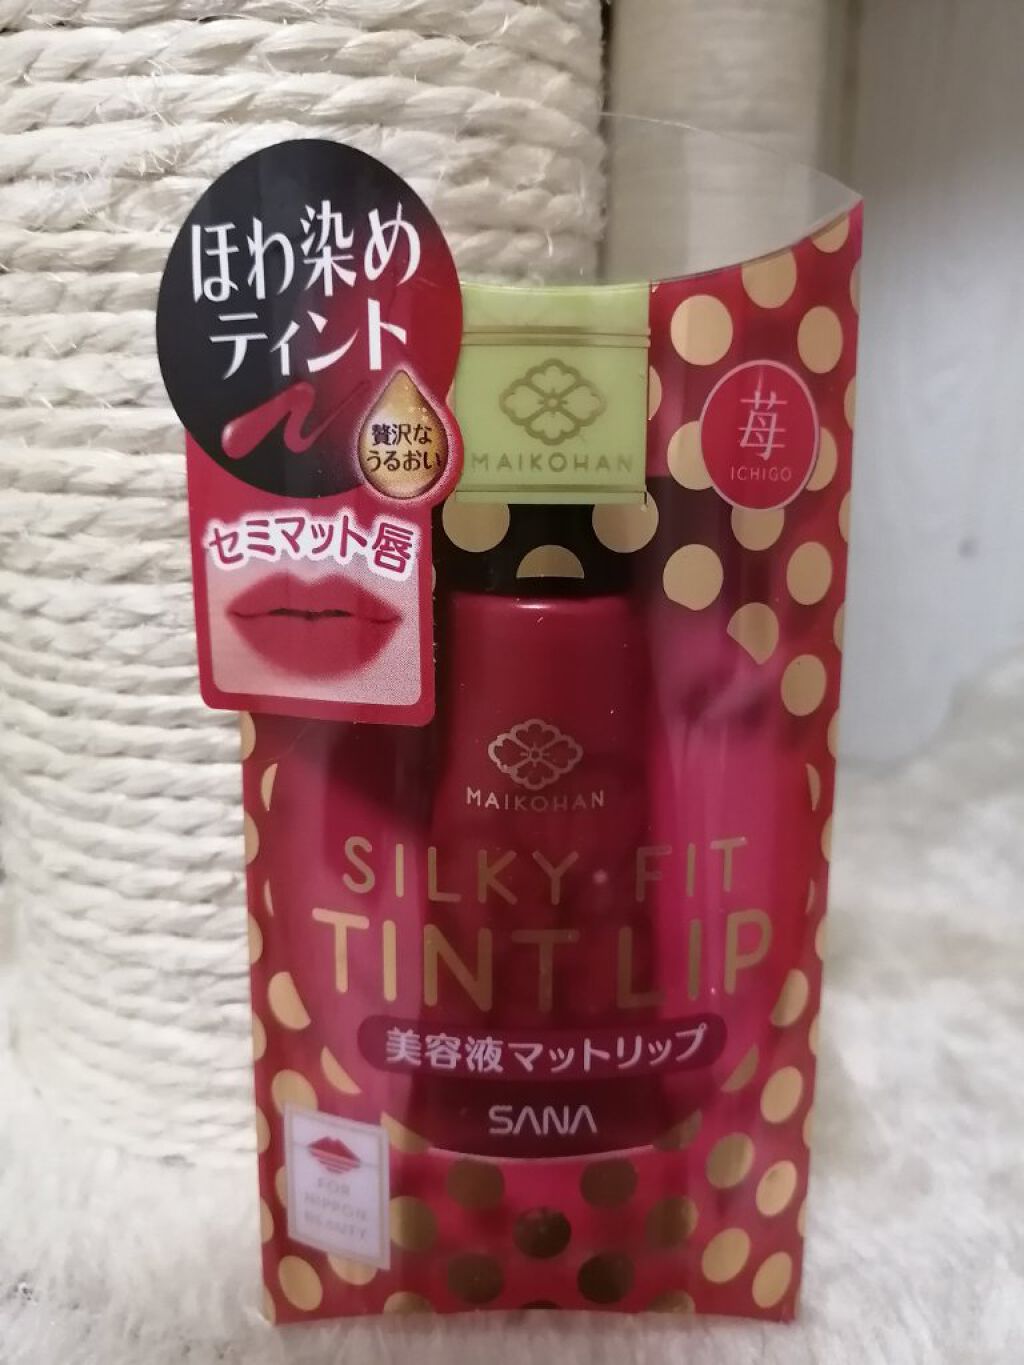 ほわ染め
ティント
贅沢な
うるおい
セミマット唇
MAIKOHAN
苺
ICHIGO
MAIKOHAN
SILKY FIT
TINT LIP
美容液マットリップ
SANA
FOR
NIPPON
BEAUTY